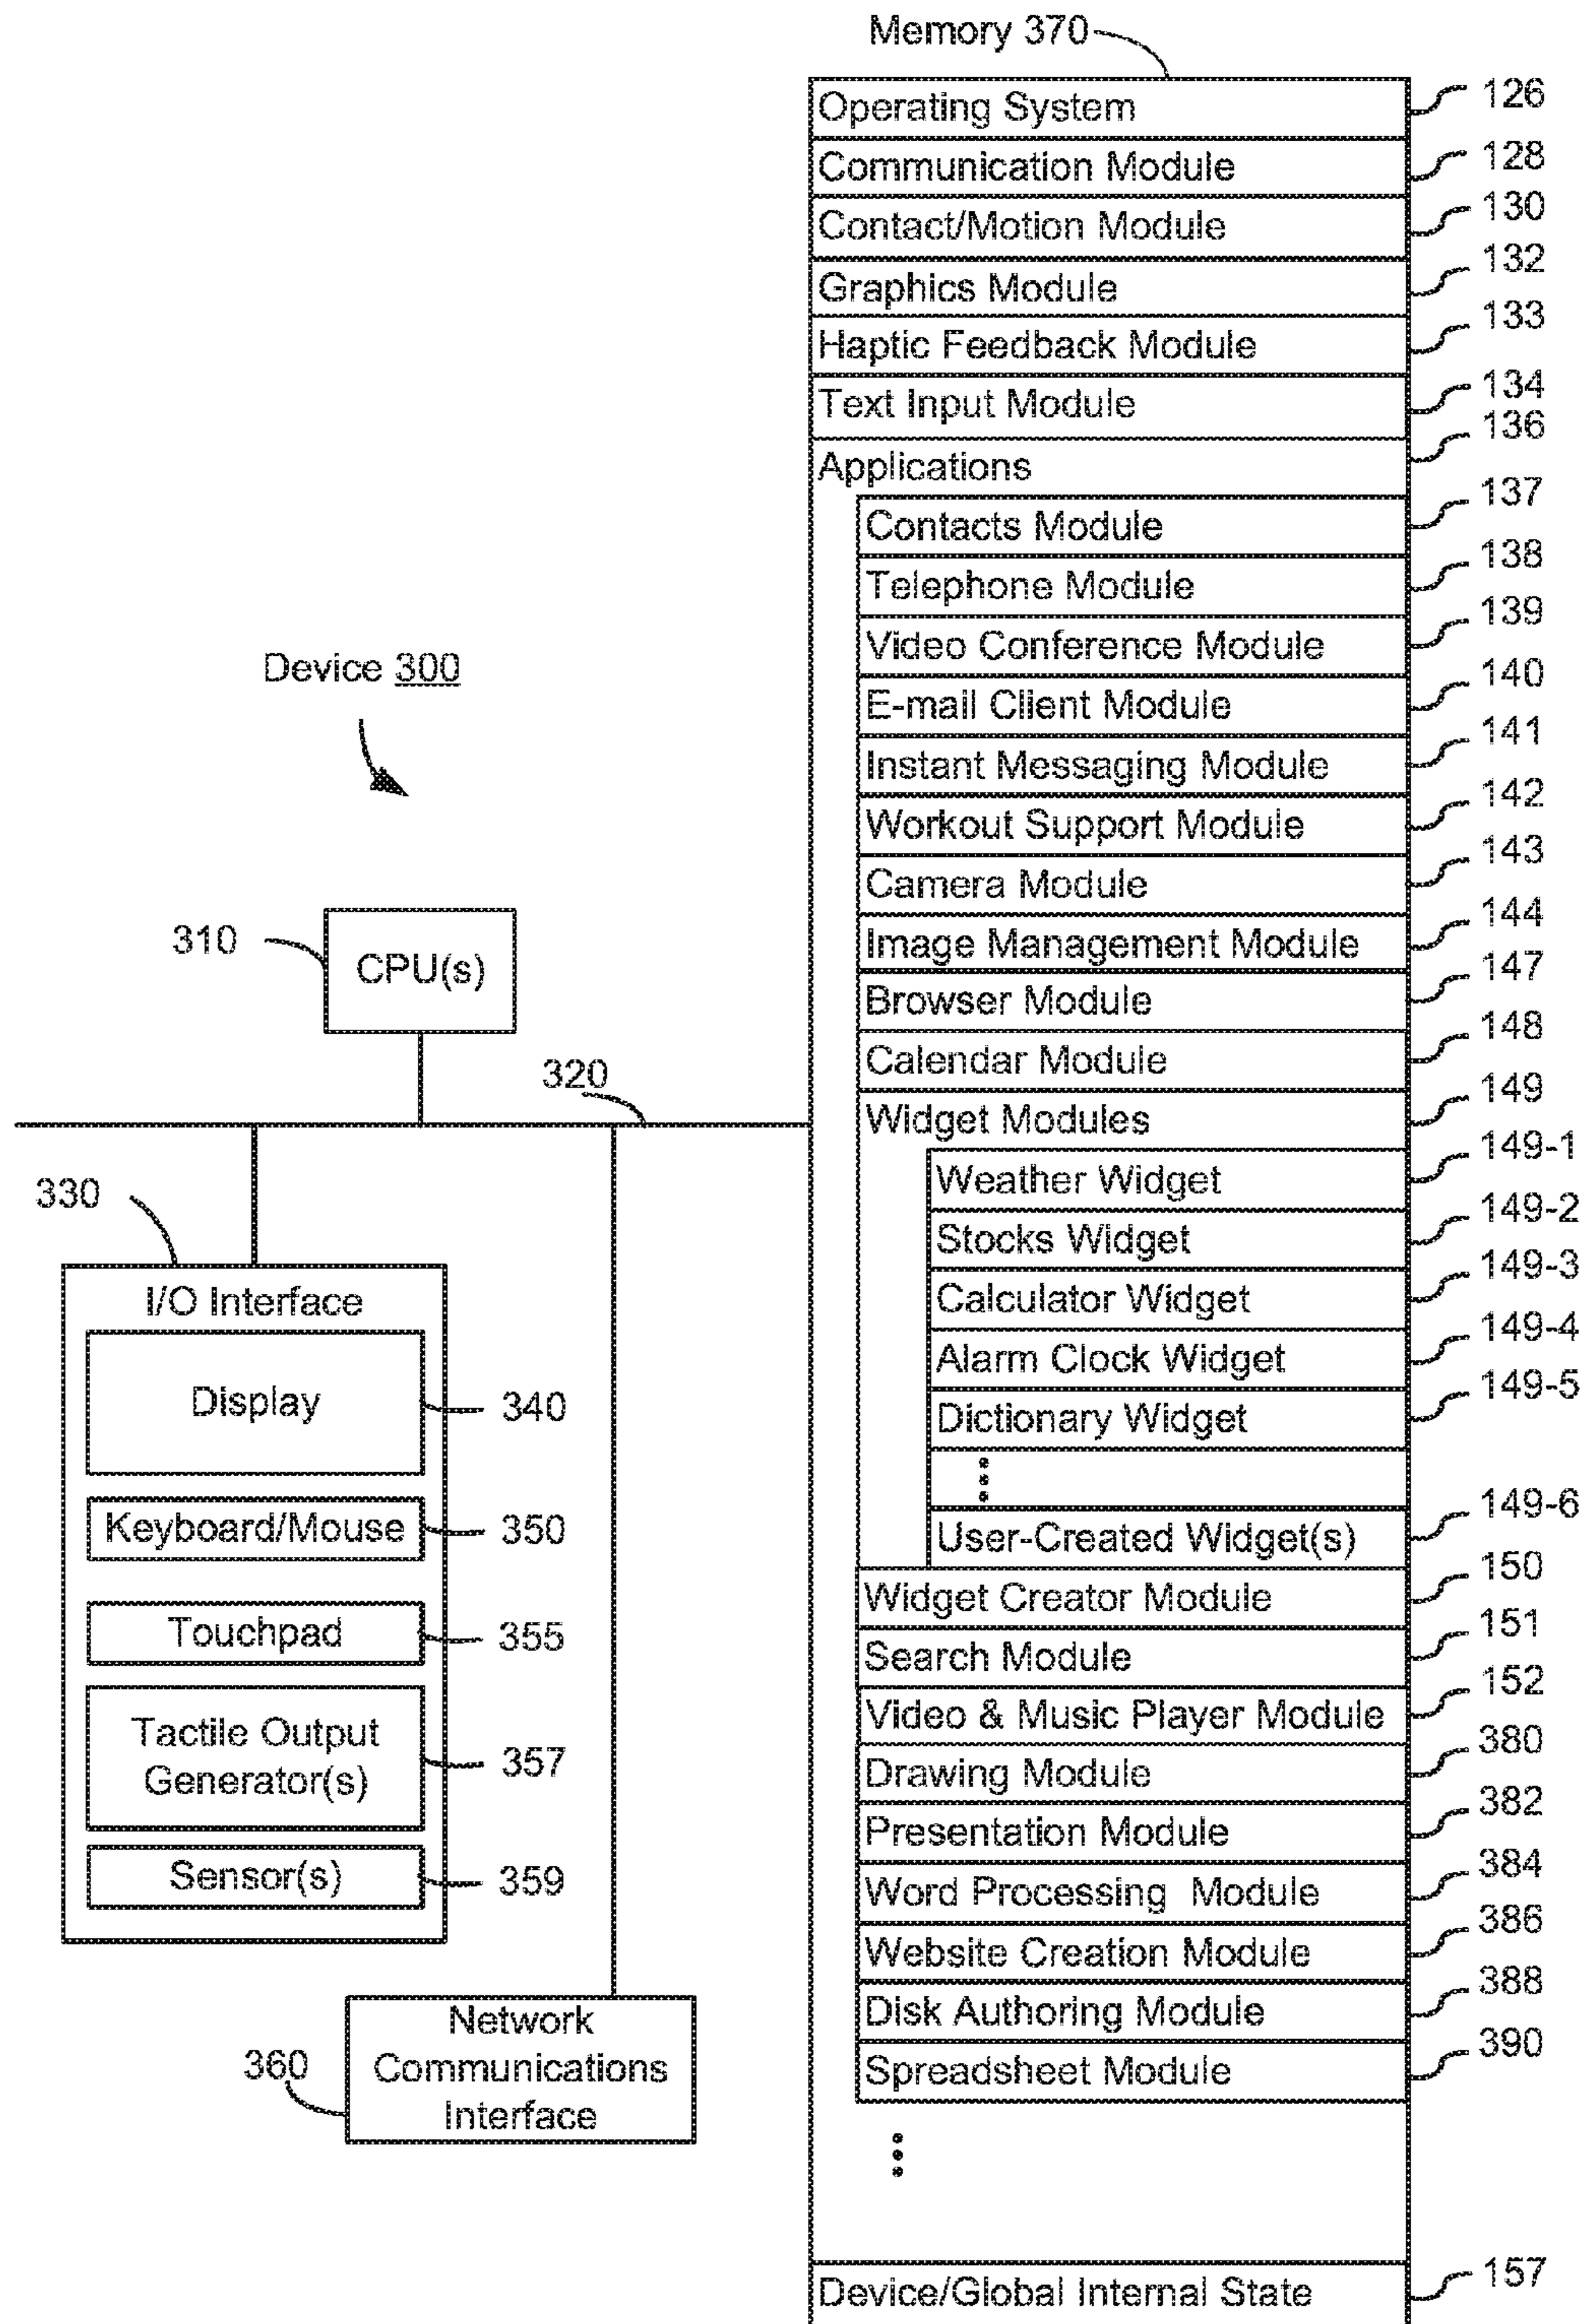 Memory 370
Operating System 126
Communication Module 128
Contact/Motion Module 130
Graphics Module 132
Haptic Feedback Module 133
Text Input Module 134
Applications 136
Contacts Module 137
Telephone Module 138
Video Conference Module 139
E-mail Client Module 140
Instant Messaging Module 141
Workout Support Module 142
Camera Module 143
Image Management Module 144
Browser Module 147
Calendar Module 148
Widget Modules 149
Weather Widget 149-1
Stocks Widget 149-2
Calculator Widget 149-3
Alarm Clock Widget 149-4
Dictionary Widget 149-5
User-Created Widget(s) 149-6
Widget Creator Module 150
Search Module 151
Video & Music Player Module 152
Drawing Module 380
Presentation Module 382
Word Processing Module 384
Website Creation Module 386
Disk Authoring Module 388
Spreadsheet Module 390
Device/Global Internal State 157
Device 300
310
CPU(s)
320
330
I/O Interface
Display 340
Keyboard/Mouse 350
Touchpad 355
Tactile Output
Generator(s) 357
Sensor(s) 359
360
Network
Communications
Interface